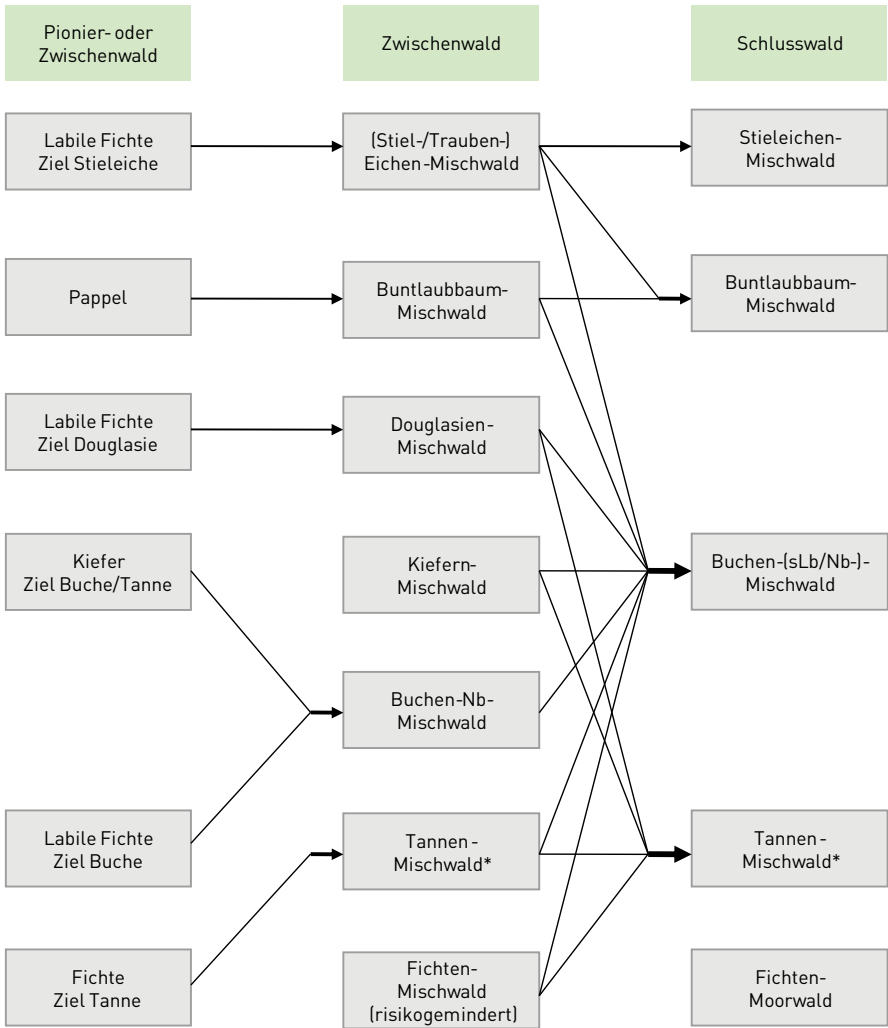 Pionier- oder
Zwischenwald
Zwischenwald
Schlusswald
Labile Fichte
Ziel Stieleiche
(Stiel-/Trauben-)
Eichen-Mischwald
Stieleichen-
Mischwald
Pappel
Buntlaubbaum-
Mischwald
Buntlaubbaum-
Mischwald
Labile Fichte
Ziel Douglasie
Douglasien-
Mischwald
Kiefer
Ziel Buche/Tanne
Kiefern-
Mischwald
Buchen-(sLb/Nb-)-
Mischwald
Buchen-Nb-
Mischwald
Labile Fichte
Ziel Buche
Tannen-
Mischwald*
Tannen-
Mischwald*
Fichte
Ziel Tanne
Fichten-
Mischwald
(risikogemindert)
Fichten-
Moorwald